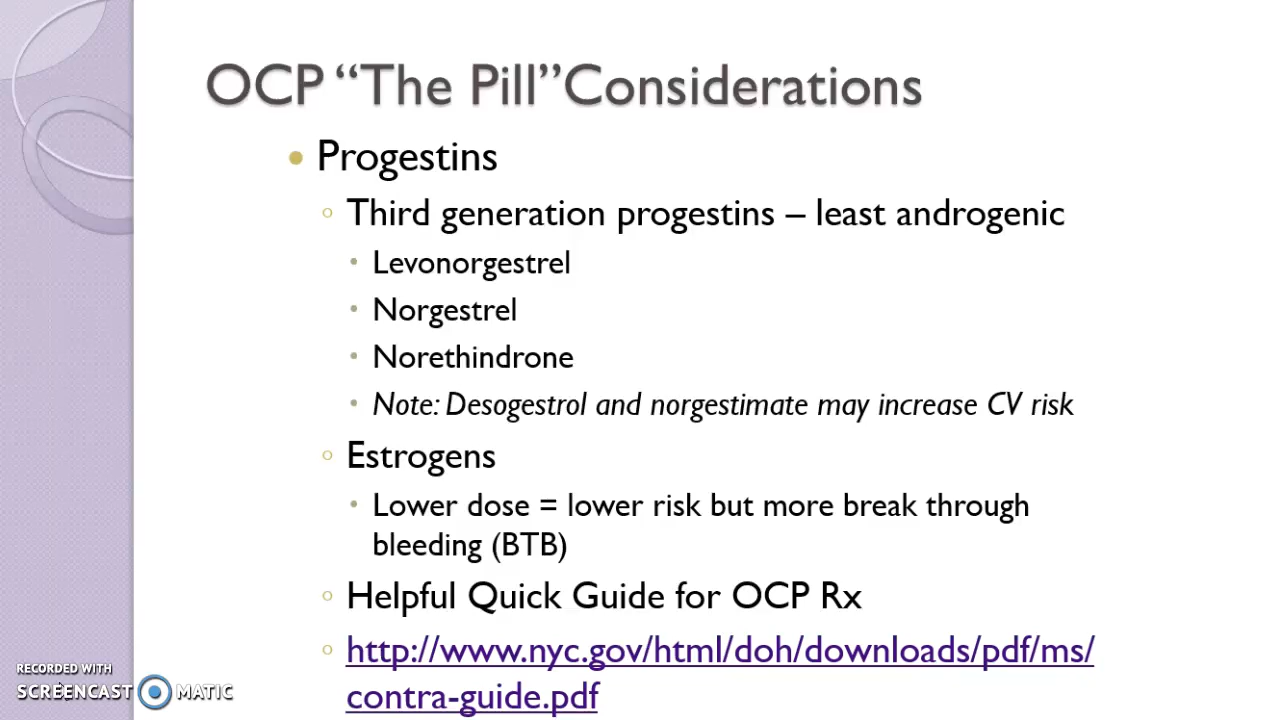 OCP “The Pill”Considerations
Progestins
Third generation progestins – least androgenic
Levonorgestrel
Norgestrel
Norethindrone
Note: Desogestrol and norgestimate may increase CV risk
Estrogens
Lower dose = lower risk but more break through
bleeding (BTB)
Helpful Quick Guide for OCP Rx
http://www.nyc.gov/html/doh/downloads/pdf/ms/
contra-guide.pdf
RECORDED WITH
SCREENCAST MATIC